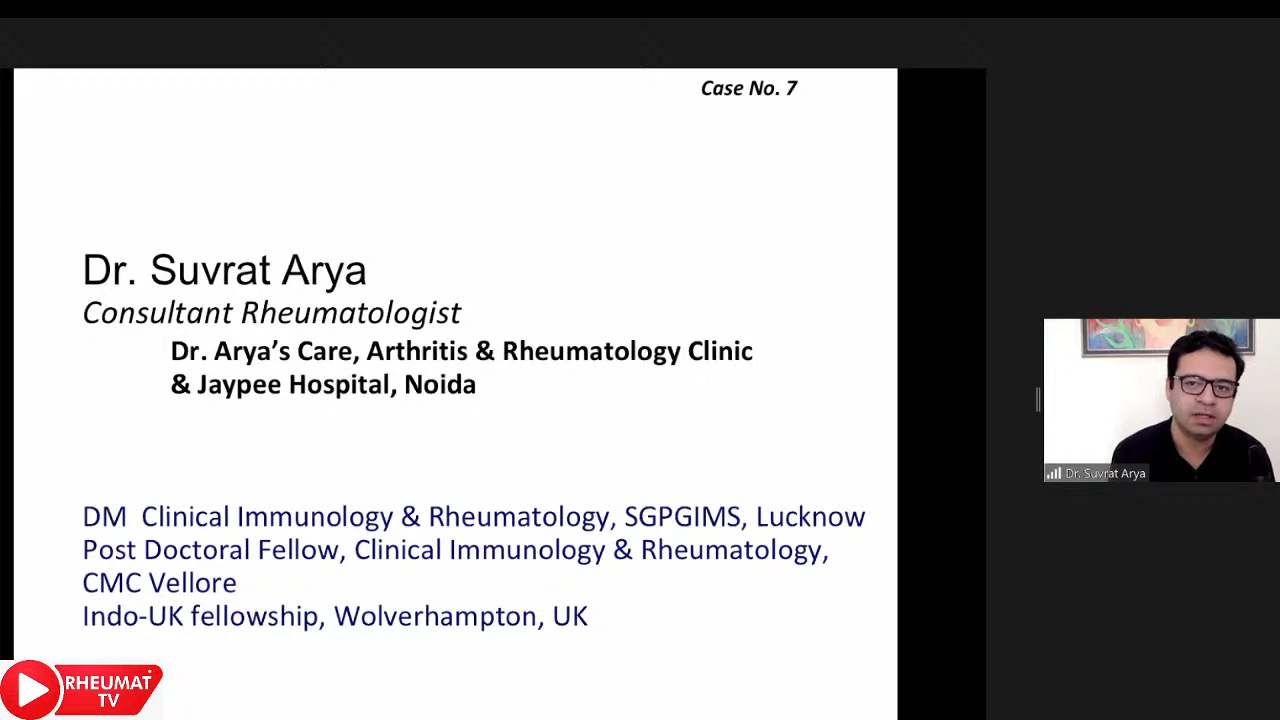 Case No. 7
Dr. Suvrat Arya
Consultant Rheumatologist
Dr. Arya's Care, Arthritis & Rheumatology Clinic
& Jaypee Hospital, Noida
DM Clinical Immunology & Rheumatology, SGPGIMS, Lucknow
Post Doctoral Fellow, Clinical Immunology & Rheumatology,
CMC Vellore
Indo-UK fellowship, Wolverhampton, UK
Dr. Suvrat Arya
RHEUMAT
TV